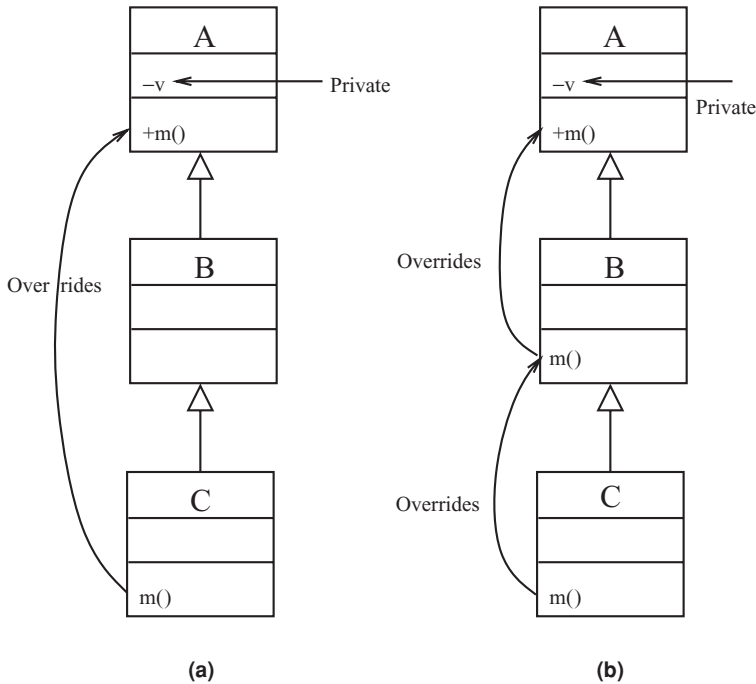 A
–v
Private
+m()
Over rides
B
C
m()
(a)
A
–v
Private
+m()
Overrides
B
m()
Overrides
C
m()
(b)